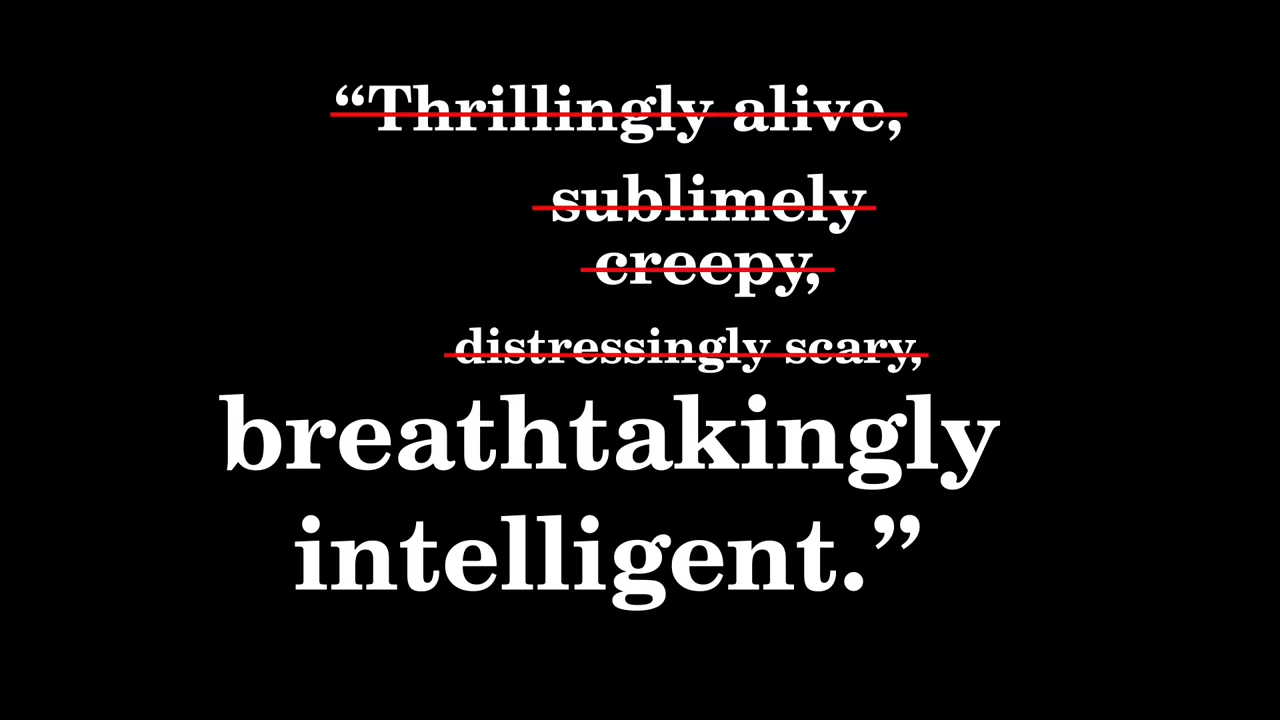 “Thrillingly alive,
sublimely
creepy,
distressingly scary,
breathtakingly
intelligent.”